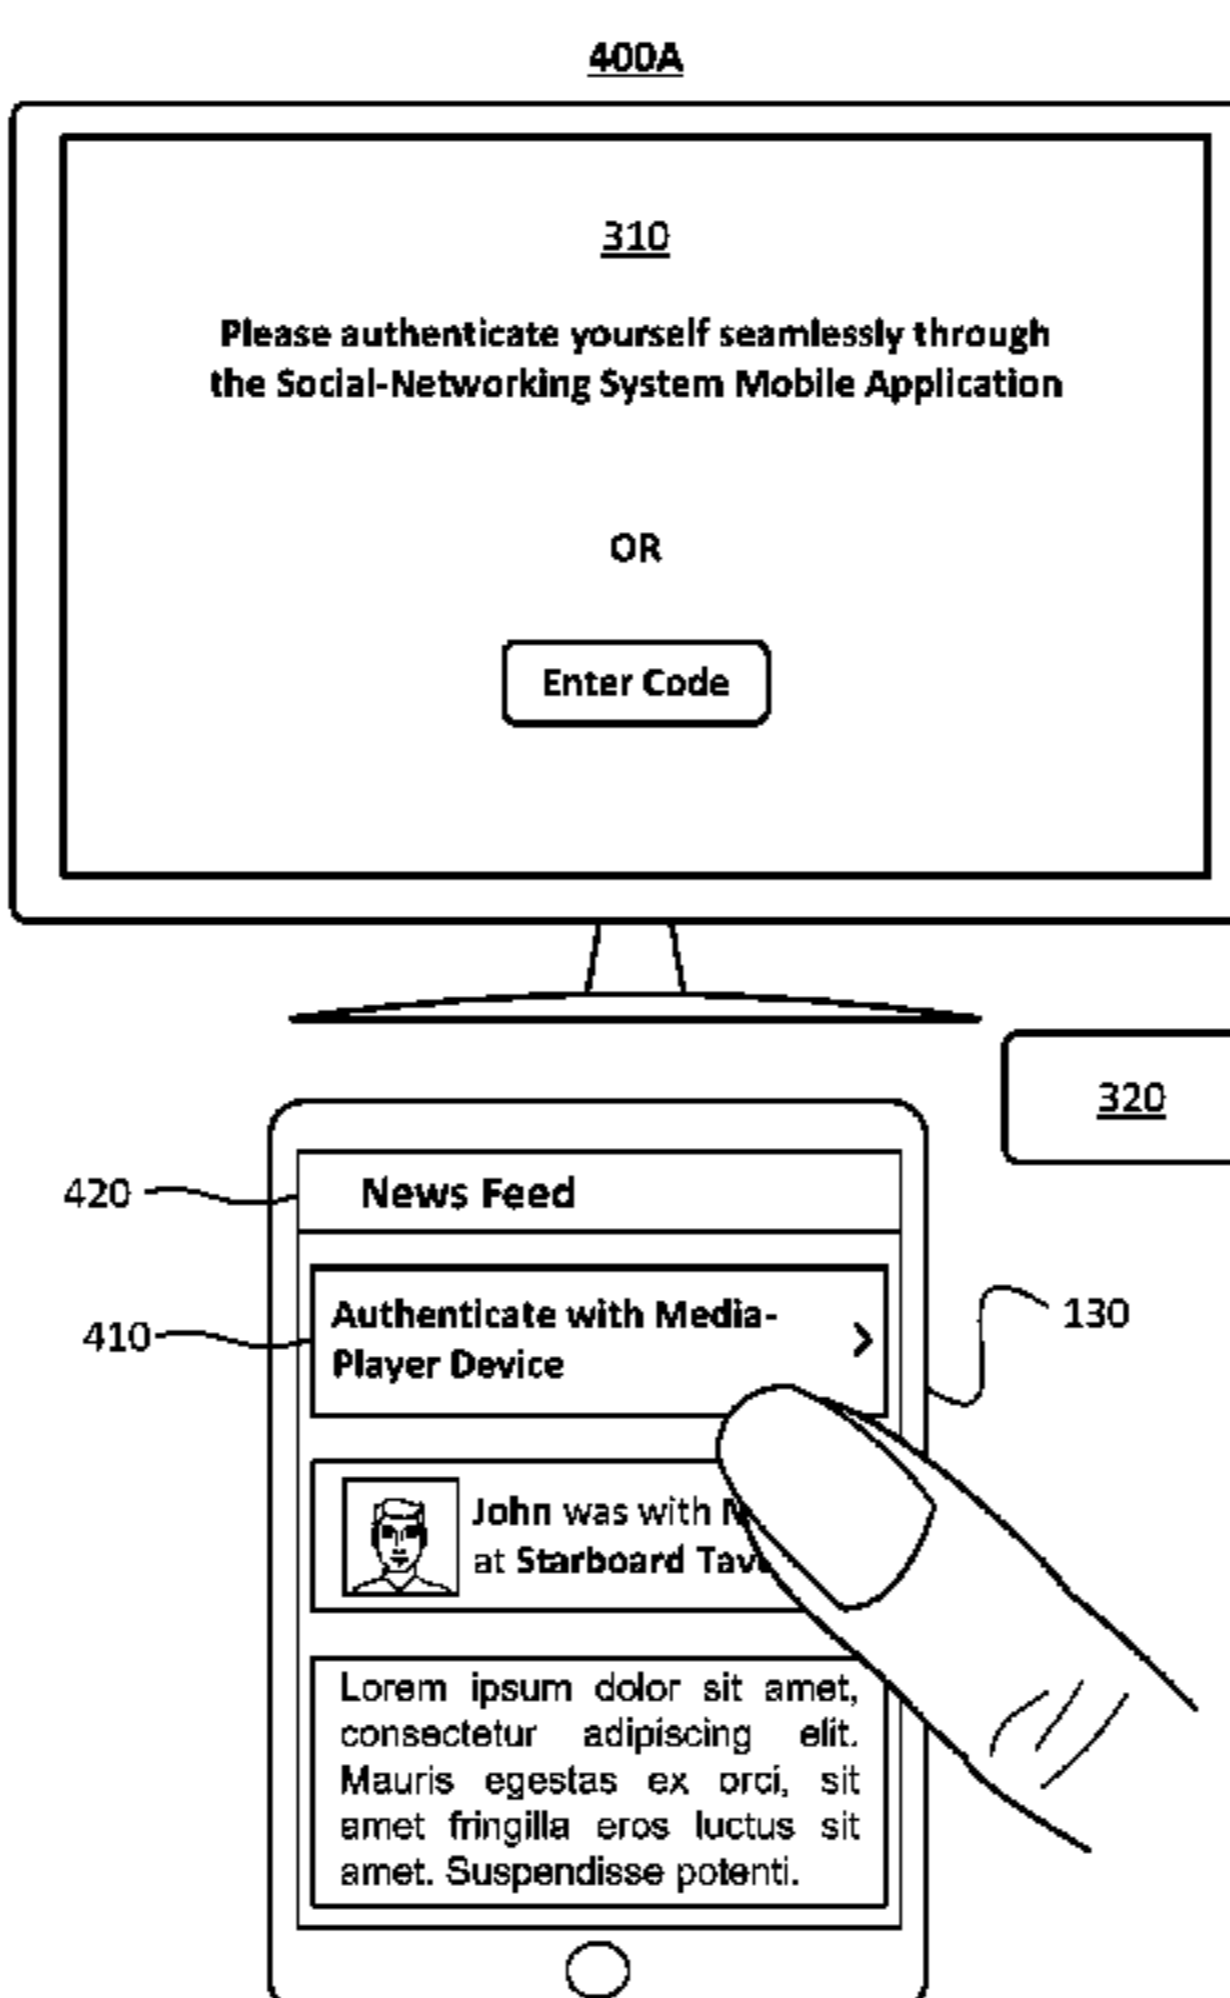 400A
310
Please authenticate yourself seamlessly through
the Social-Networking System Mobile Application
OR
Enter Code
320
420
News Feed
410
Authenticate with Media-
Player Device
>
130
John was with
at Starboard
Lorem ipsum dolor sit amet,
consectetur adipiscing elit.
Mauris egestas ex orci, sit
amet fringilla eros luctus sit
amet. Suspendisse potenti.